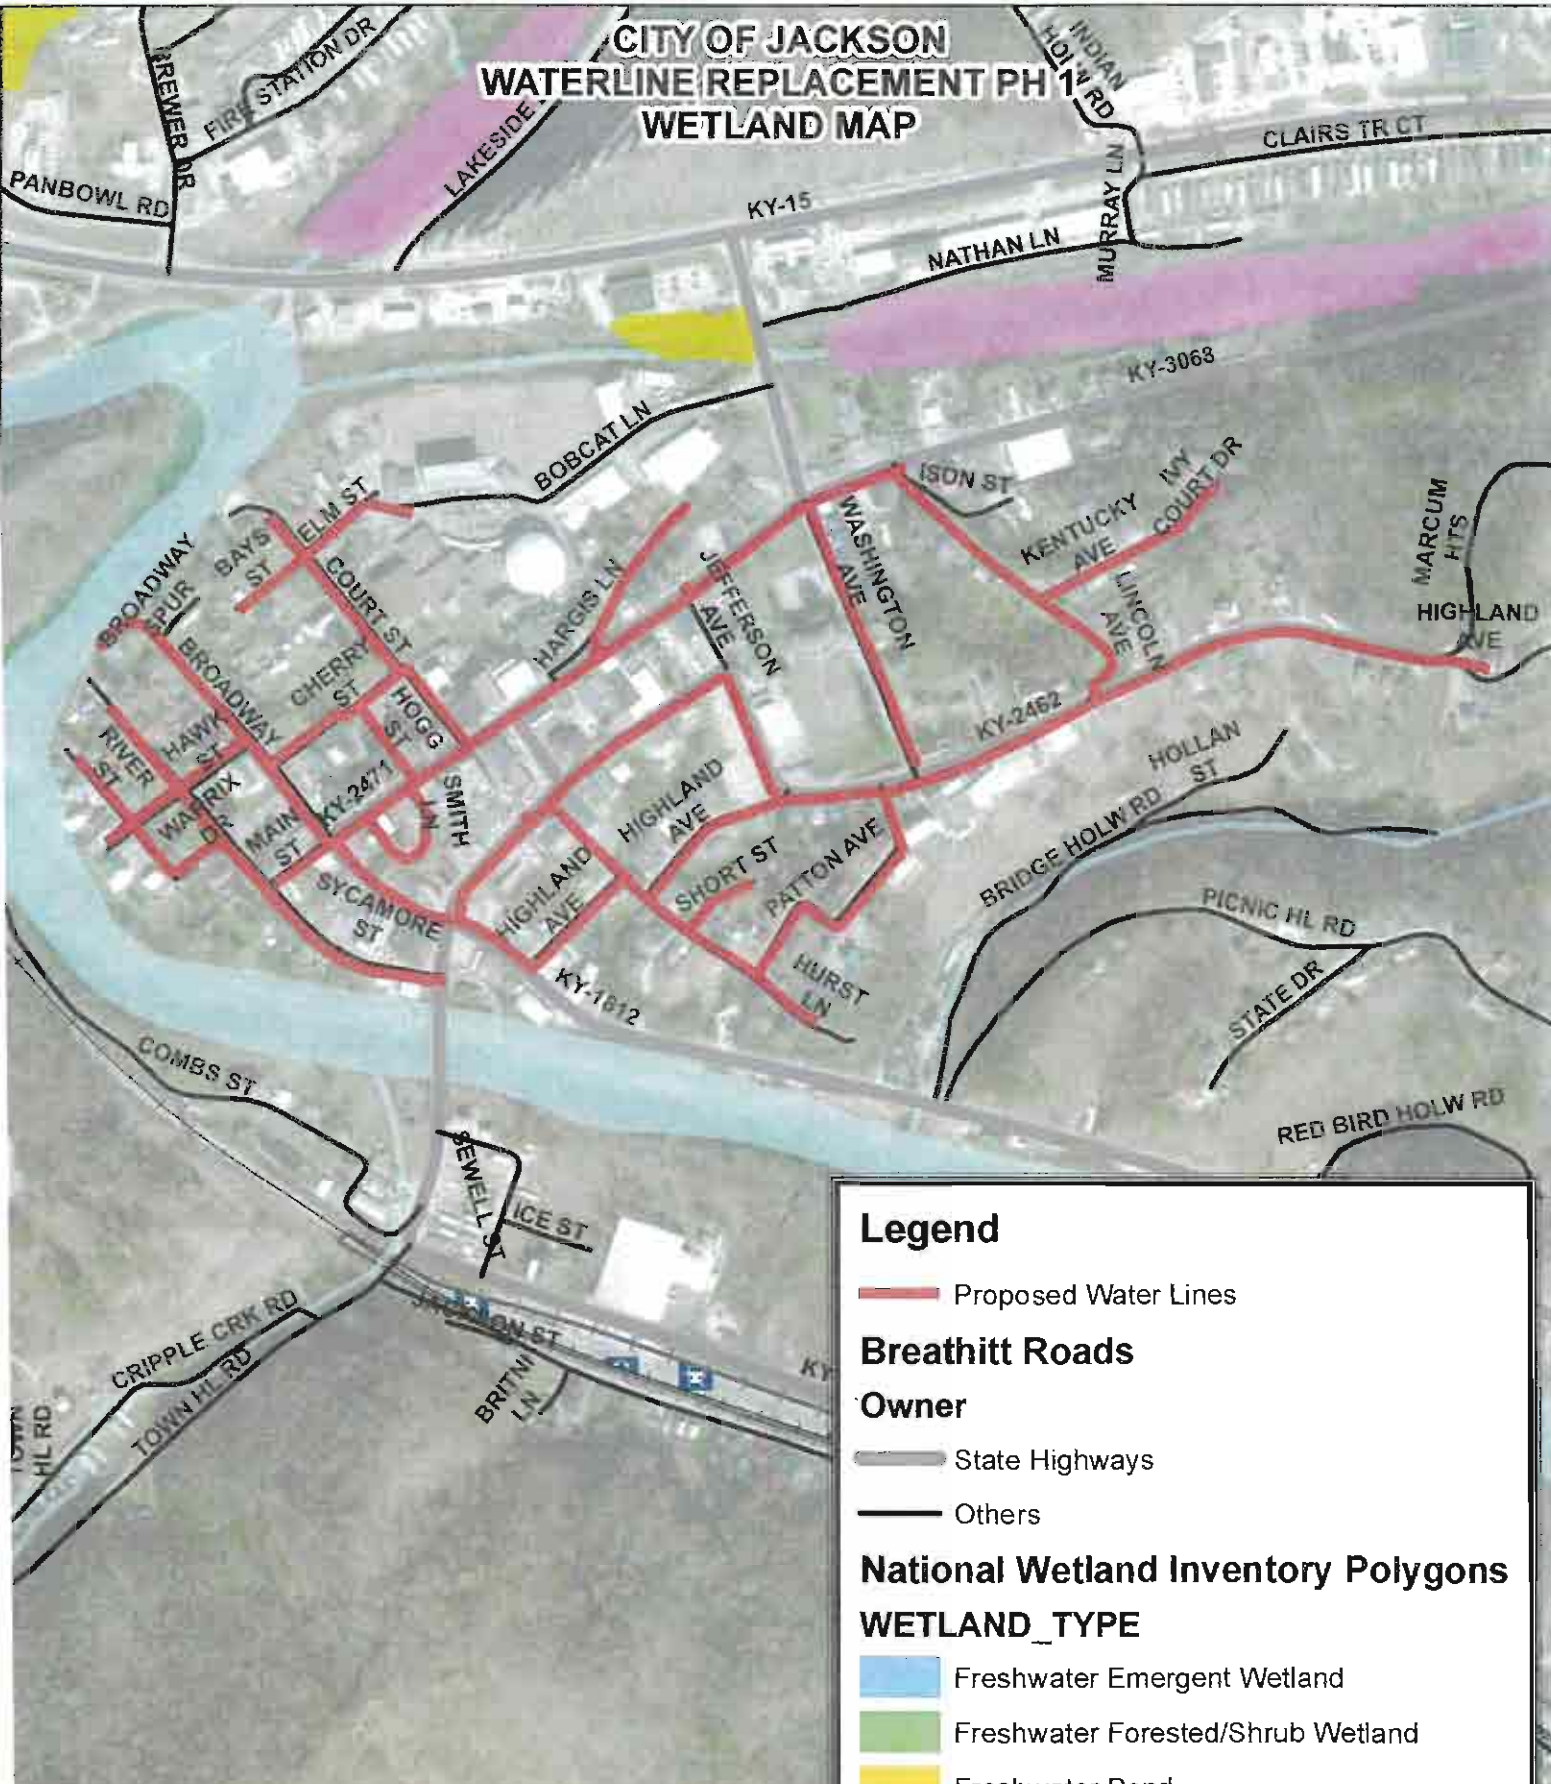 CITY OF JACKSON
WATERLINE REPLACEMENT PH 1
WETLAND MAP
BREWER DR
FIRE STATION DR
PANBOWL RD
LAKESIDE
INDIAN
HOLW RD
CLAIRS TR CT
MURRAY LN
KY-15
NATHAN LN
KY-3068
BOBCAT LN
ISON ST
ELM ST
BAYS
ST
COURT ST
BROADWAY
SPUR
BROADWAY
HARGIS LN
JEFFERSON
AVE
WASHINGTON
AVE
KENTUCKY
AVE
IVY
COURT DR
LINCOLN
AVE
MARCUM
HTS
HIGHLAND
AVE
CHERRY
ST
HOGG
ST
HAWK
ST
RIVER
ST
WARRIX
DR
MAIN
ST
KY-2471
SMITH
LN
KY-2462
HOLLAN
ST
HIGHLAND
AVE
SHORT ST
PATTON AVE
HIGHLAND
AVE
SYCAMORE
ST
BRIDGE HOLW RD
PICNIC HL RD
STATE DR
HURST
LN
KY-1812
COMBS ST
RED BIRD HOLW RD
SEWELL ST
ICE ST
JACKSON ST
BRITNI
LN
KY
CRIPPLE CRK RD
TOWN HL RD
TOWN
HL RD
Legend
Proposed Water Lines
Breathitt Roads
Owner
State Highways
Others
National Wetland Inventory Polygons
WETLAND_TYPE
Freshwater Emergent Wetland
Freshwater Forested/Shrub Wetland
Freshwater Pond